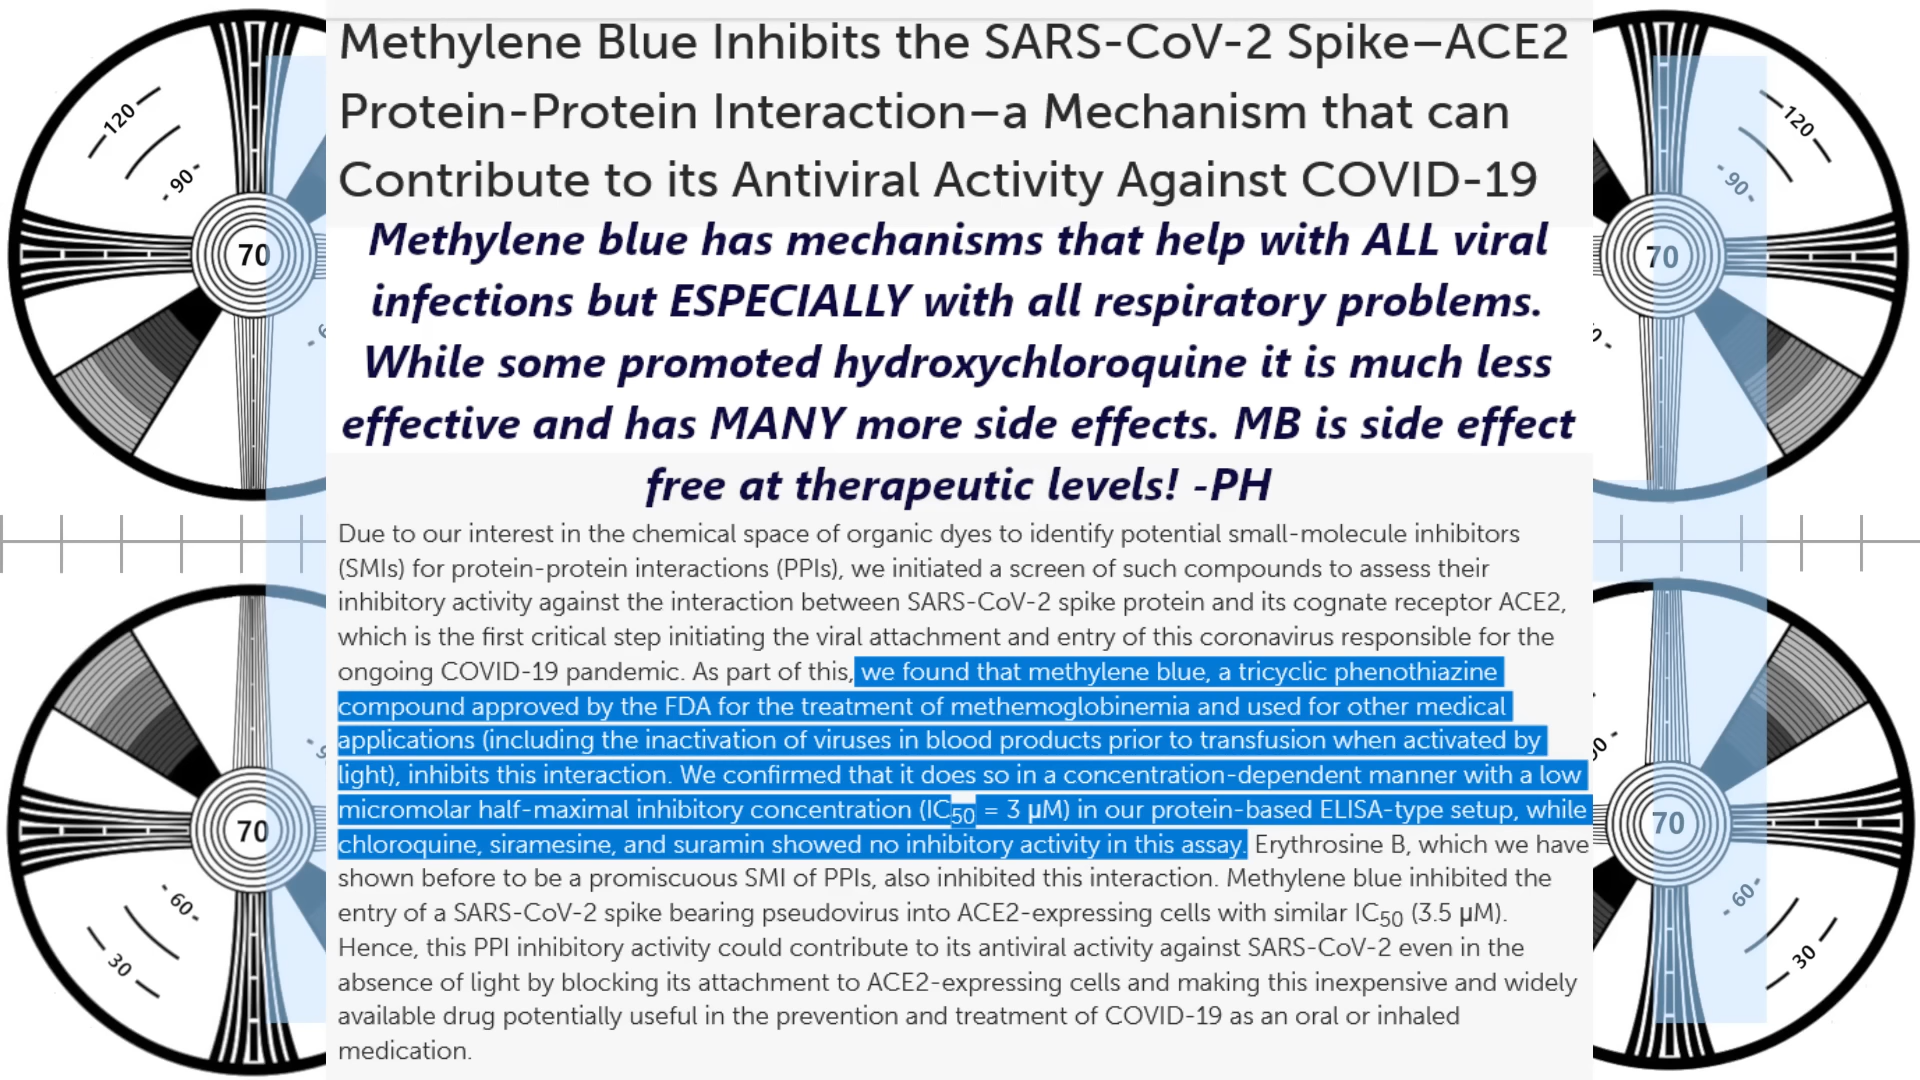 Methylene Blue Inhibits the SARS-CoV-2 Spike–ACE2
Protein-Protein Interaction–a Mechanism that can
Contribute to its Antiviral Activity Against COVID-19
Methylene blue has mechanisms that help with ALL viral
infections but ESPECIALLY with all respiratory problems.
While some promoted hydroxychloroquine it is much less
effective and has MANY more side effects. MB is side effect
free at therapeutic levels! -PH
Due to our interest in the chemical space of organic dyes to identify potential small-molecule inhibitors
(SMIs) for protein-protein interactions (PPIs), we initiated a screen of such compounds to assess their
inhibitory activity against the interaction between SARS-CoV-2 spike protein and its cognate receptor ACE2,
which is the first critical step initiating the viral attachment and entry of this coronavirus responsible for the
ongoing COVID-19 pandemic. As part of this, we found that methylene blue, a tricyclic phenothiazine
compound approved by the FDA for the treatment of methemoglobinemia and used for other medical
applications (including the inactivation of viruses in blood products prior to transfusion when activated by
light), inhibits this interaction. We confirmed that it does so in a concentration-dependent manner with a low
micromolar half-maximal inhibitory concentration (IC50 = 3 μM) in our protein-based ELISA-type setup, while
chloroquine, siramesine, and suramin showed no inhibitory activity in this assay. Erythrosine B, which we have
shown before to be a promiscuous SMI of PPIs, also inhibited this interaction. Methylene blue inhibited the
entry of a SARS-CoV-2 spike bearing pseudovirus into ACE2-expressing cells with similar IC50 (3.5 μM).
Hence, this PPI inhibitory activity could contribute to its antiviral activity against SARS-CoV-2 even in the
absence of light by blocking its attachment to ACE2-expressing cells and making this inexpensive and widely
available drug potentially useful in the prevention and treatment of COVID-19 as an oral or inhaled
medication.
120
-90-
70
120
-90-
70
70
-60-
30
70
-60-
30